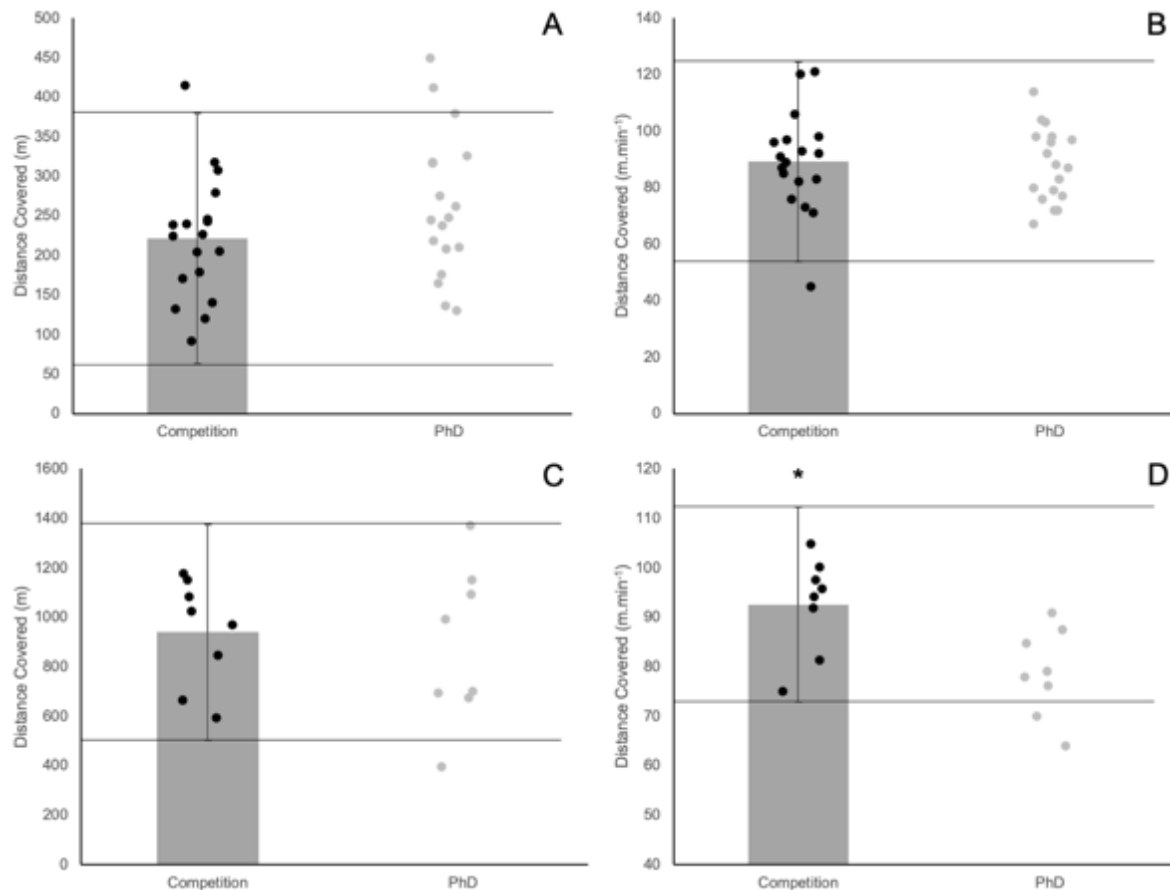 A
Distance Covered (m)
500
450
400
350
300
250
200
150
100
50
0
Competition
PhD
B
Distance Covered (m.min⁻¹)
140
120
100
80
60
40
20
0
Competition
PhD
C
Distance Covered (m)
1600
1400
1200
1000
800
600
400
200
0
Competition
PhD
D
*
Distance Covered (m.min⁻¹)
120
110
100
90
80
70
60
50
40
Competition
PhD